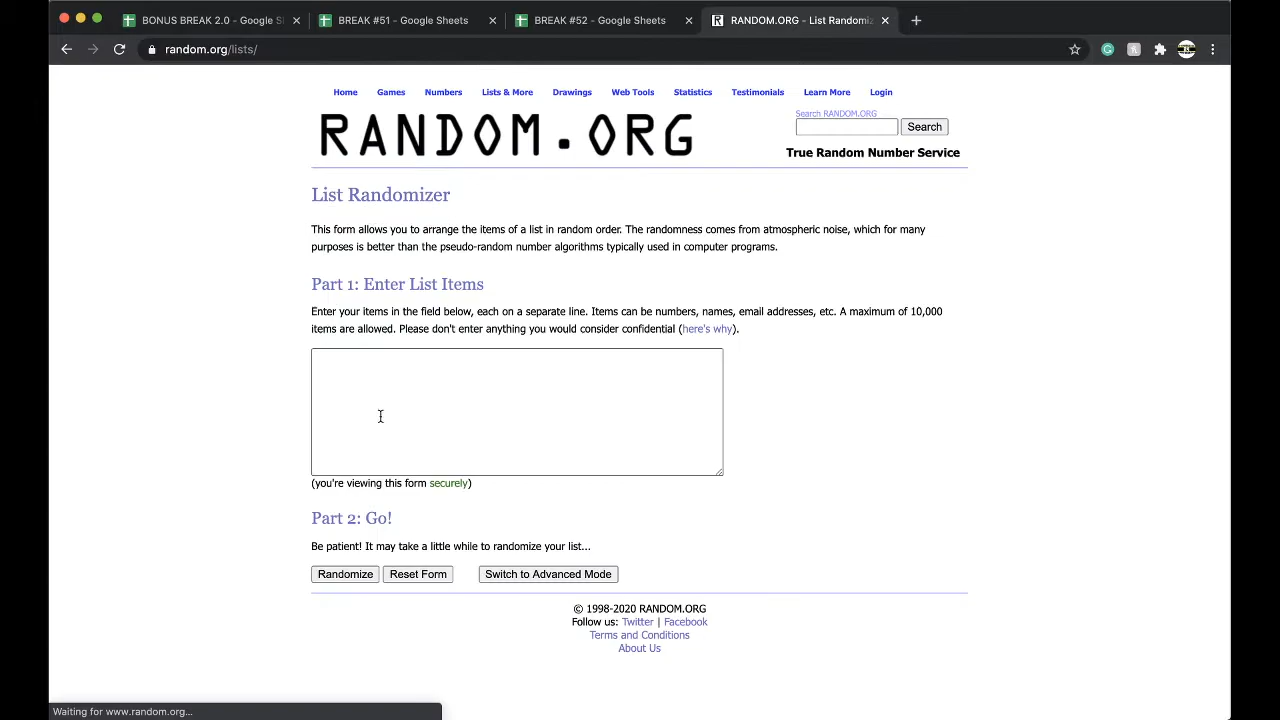 BONUS BREAK 2.0 - Google S
BREAK #51 - Google Sheets
BREAK #52 - Google Sheets
RANDOM.ORG - List Randomiz
random.org/lists/
Home Games Numbers Lists & More Drawings Web Tools Statistics Testimonials Learn More Login
RANDOM.ORG
Search RANDOM.ORG
Search
True Random Number Service
List Randomizer
This form allows you to arrange the items of a list in random order. The randomness comes from atmospheric noise, which for many
purposes is better than the pseudo-random number algorithms typically used in computer programs.
Part 1: Enter List Items
Enter your items in the field below, each on a separate line. Items can be numbers, names, email addresses, etc. A maximum of 10,000
items are allowed. Please don't enter anything you would consider confidential (here's why).
(you're viewing this form securely)
Part 2: Go!
Be patient! It may take a little while to randomize your list...
Randomize Reset Form Switch to Advanced Mode
© 1998-2020 RANDOM.ORG
Follow us: Twitter | Facebook
Terms and Conditions
About Us
Waiting for www.random.org...